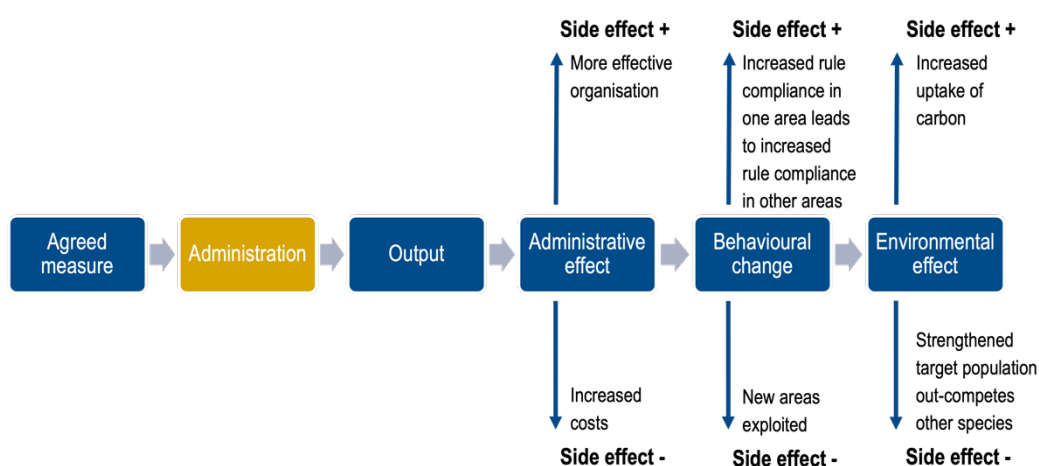 Side effect +
More effective
organisation
Side effect +
Increased rule
compliance in
one area leads
to increased
rule compliance
in other areas
Side effect +
Increased
uptake of
carbon
Agreed
measure
Administration
Output
Administrative
effect
Behavioural
change
Environmental
effect
Increased
costs
Side effect -
New areas
exploited
Side effect -
Strengthened
target population
out-competes
other species
Side effect -